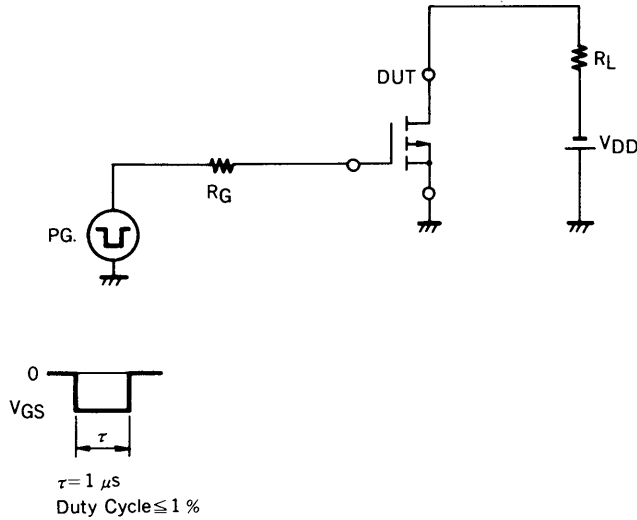 DUT
RL
VDD
RG
PG.
0
VGS
τ
τ=1 μs
Duty Cycle≦1 %